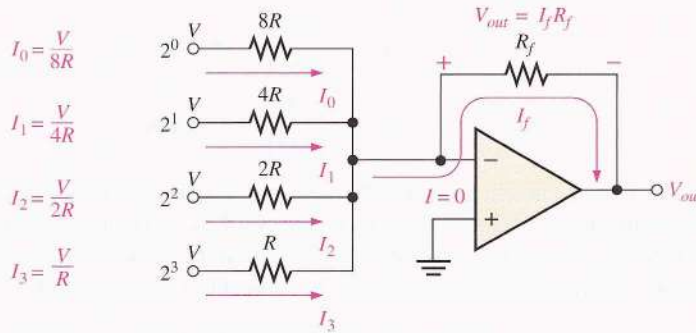 V_out = I_f R_f
I_0 = V/8R
2^0
V
8R
I_0
R_f
+
−
I_f
I_1 = V/4R
2^1
V
4R
I_1
I = 0
−
+
V_ou
I_2 = V/2R
2^2
V
2R
I_2
I_3 = V/R
2^3
V
R
I_3